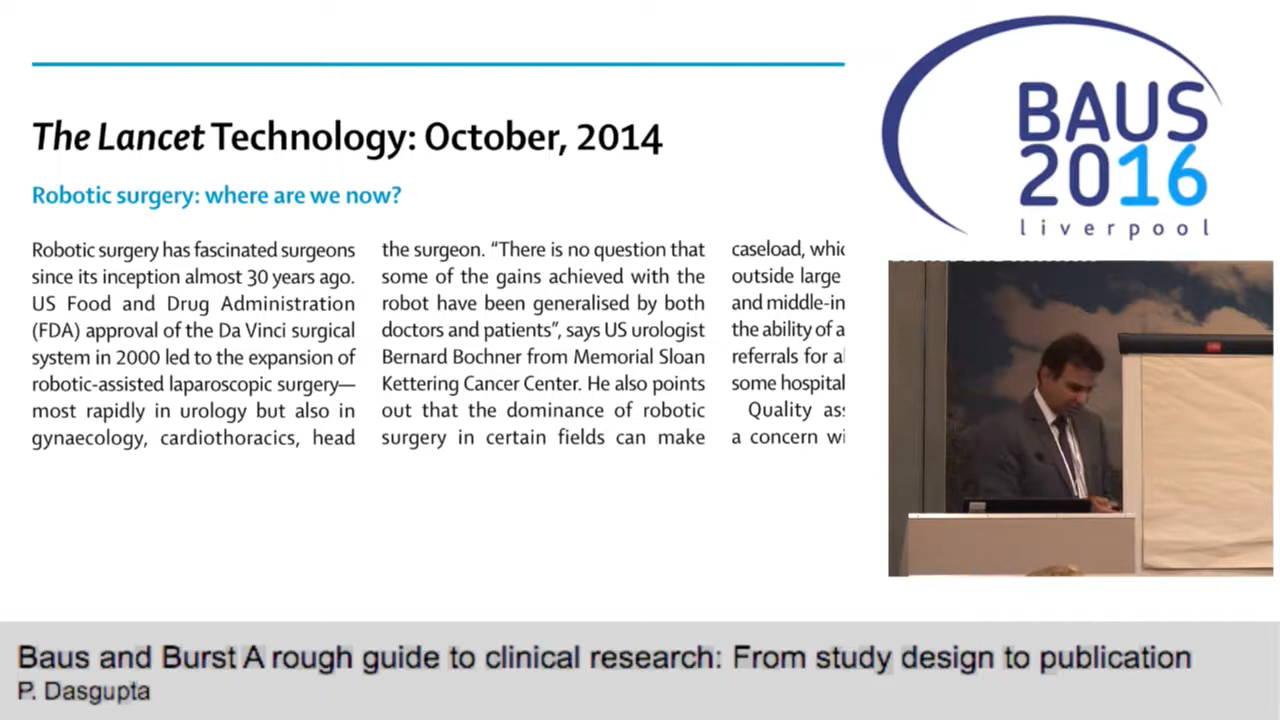 The Lancet Technology: October, 2014
Robotic surgery: where are we now?
Robotic surgery has fascinated surgeons
since its inception almost 30 years ago.
US Food and Drug Administration
(FDA) approval of the Da Vinci surgical
system in 2000 led to the expansion of
robotic-assisted laparoscopic surgery—
most rapidly in urology but also in
gynaecology, cardiothoracics, head
the surgeon. “There is no question that
some of the gains achieved with the
robot have been generalised by both
doctors and patients”, says US urologist
Bernard Bochner from Memorial Sloan
Kettering Cancer Center. He also points
out that the dominance of robotic
surgery in certain fields can make
caseload, whic
outside large
and middle-in
the ability of a
referrals for al
some hospital
Quality ass
a concern wi
BAUS
2016
liverpool
Baus and Burst A rough guide to clinical research: From study design to publication
P. Dasgupta